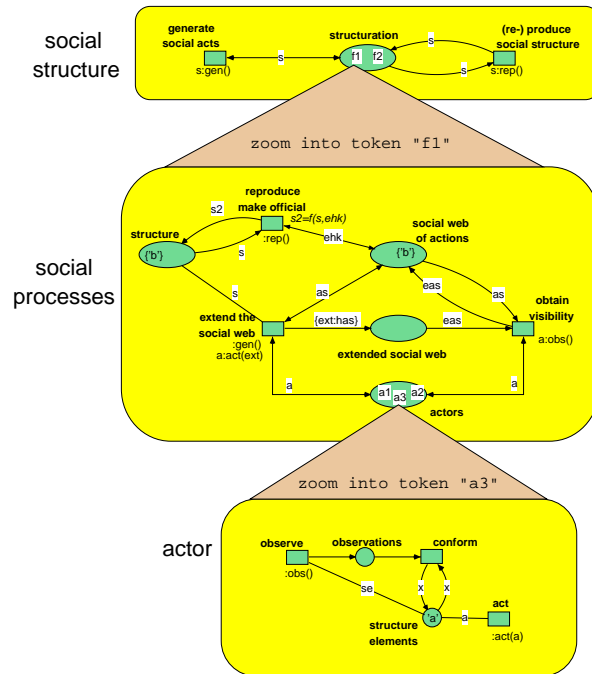 social
structure
generate
social acts
s:gen()
s
structuration
f1 f2
s
s
(re-) produce
social structure
s:rep()
zoom into token "f1"
social
processes
reproduce
make official
s2=f(s,ehk)
:rep()
s2
structure
{'b'}
s
ehk
social web
of actions
{'b'}
s
as
eas
as
extend the
social web
:gen()
a:act(ext)
{ext:has}
eas
extended social web
obtain
visibility
a:obs()
a
a1 a3 a2
actors
a
zoom into token "a3"
actor
observe
:obs()
observations
conform
se
x
x
'a'
structure
elements
a
act
:act(a)